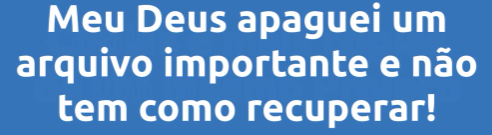 Meu Deus apaguei um
arquivo importante e não
tem como recuperar!